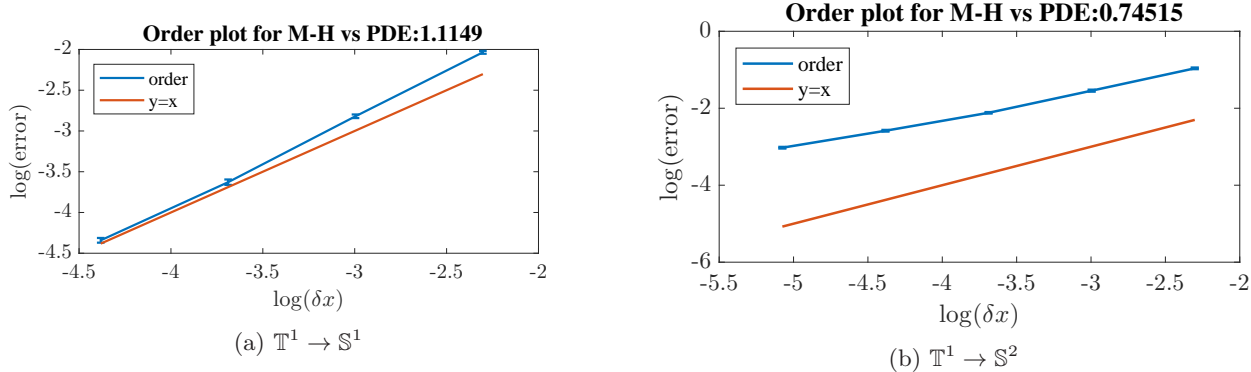 Order plot for M-H vs PDE:1.1149
-2
-2.5
-3
-3.5
-4
-4.5
log(error)
order
y=x
-4.5 -4 -3.5 -3 -2.5 -2
log(δx)
(a) 𝕋¹ → 𝕊¹
Order plot for M-H vs PDE:0.74515
0
-2
-4
-6
log(error)
order
y=x
-5.5 -5 -4.5 -4 -3.5 -3 -2.5 -2
log(δx)
(b) 𝕋¹ → 𝕊²